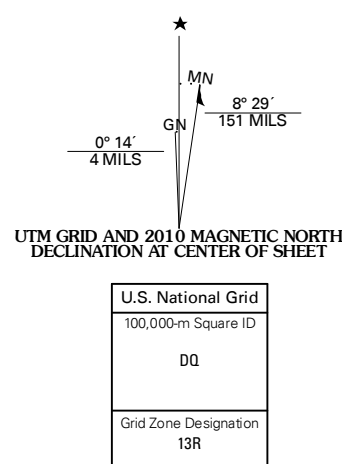 ★
MN
GN
8° 29´
151 MILS
0° 14´
4 MILS
UTM GRID AND 2010 MAGNETIC NORTH
DECLINATION AT CENTER OF SHEET
U.S. National Grid
100,000-m Square ID
DQ
Grid Zone Designation
13R